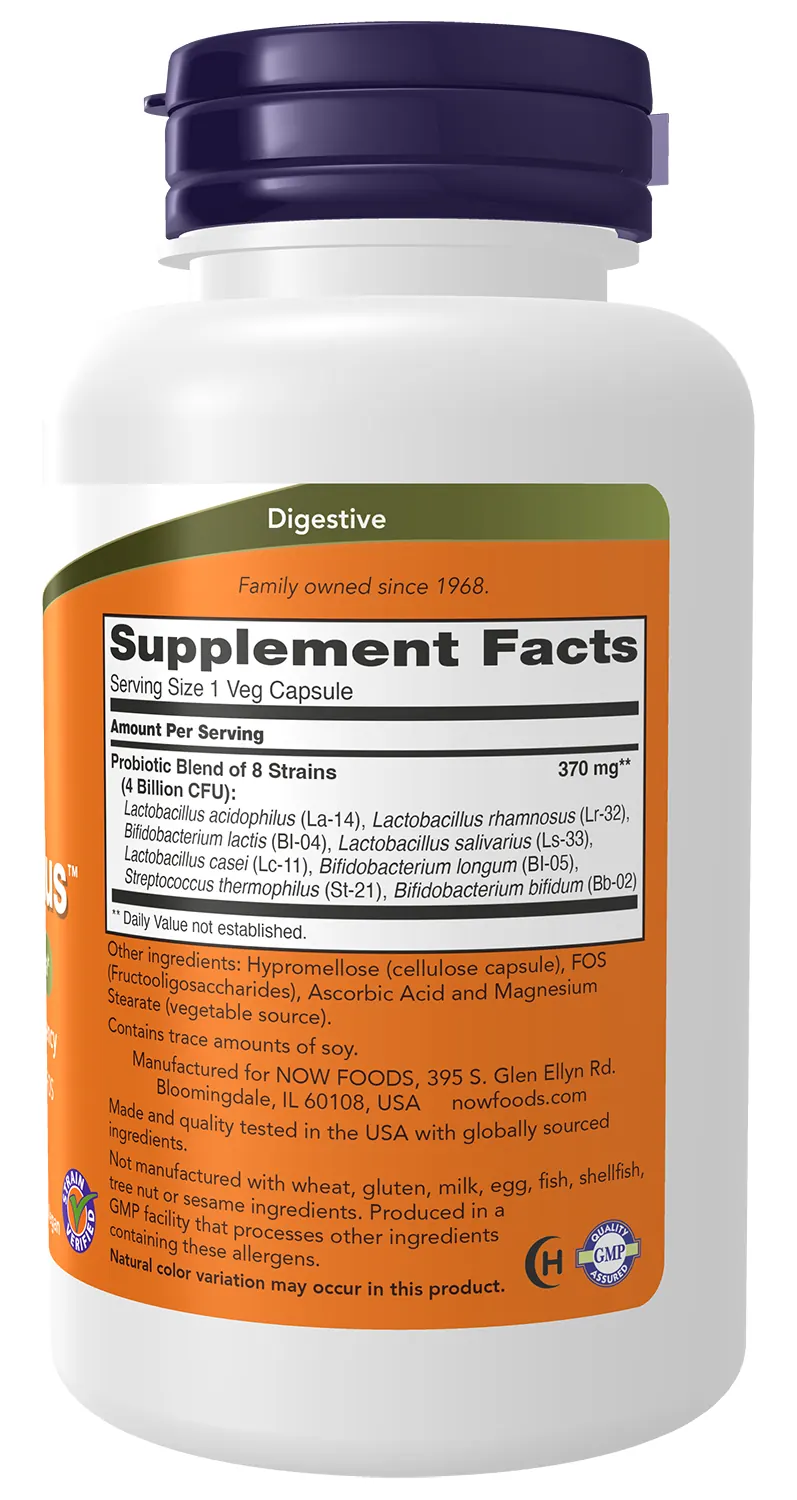 Digestive
Family owned since 1968.
Supplement Facts
Serving Size 1 Veg Capsule
Amount Per Serving
Probiotic Blend of 8 Strains 370 mg**
(4 Billion CFU):
Lactobacillus acidophilus (La-14), Lactobacillus rhamnosus (Lr-32),
Bifidobacterium lactis (BI-04), Lactobacillus salivarius (Ls-33),
Lactobacillus casei (Lc-11), Bifidobacterium longum (BI-05),
Streptococcus thermophilus (St-21), Bifidobacterium bifidum (Bb-02)
** Daily Value not established.
us™
Other ingredients: Hypromellose (cellulose capsule), FOS
(Fructooligosaccharides), Ascorbic Acid and Magnesium
Stearate (vegetable source).
Contains trace amounts of soy.
Manufactured for NOW FOODS, 395 S. Glen Ellyn Rd.
Bloomingdale, IL 60108, USA nowfoods.com
Made and quality tested in the USA with globally sourced
ingredients.
Not manufactured with wheat, gluten, milk, egg, fish, shellfish,
tree nut or sesame ingredients. Produced in a
GMP facility that processes other ingredients
containing these allergens.
Natural color variation may occur in this product.
STRAIN VERIFIED
H
QUALITY
GMP
ASSURED